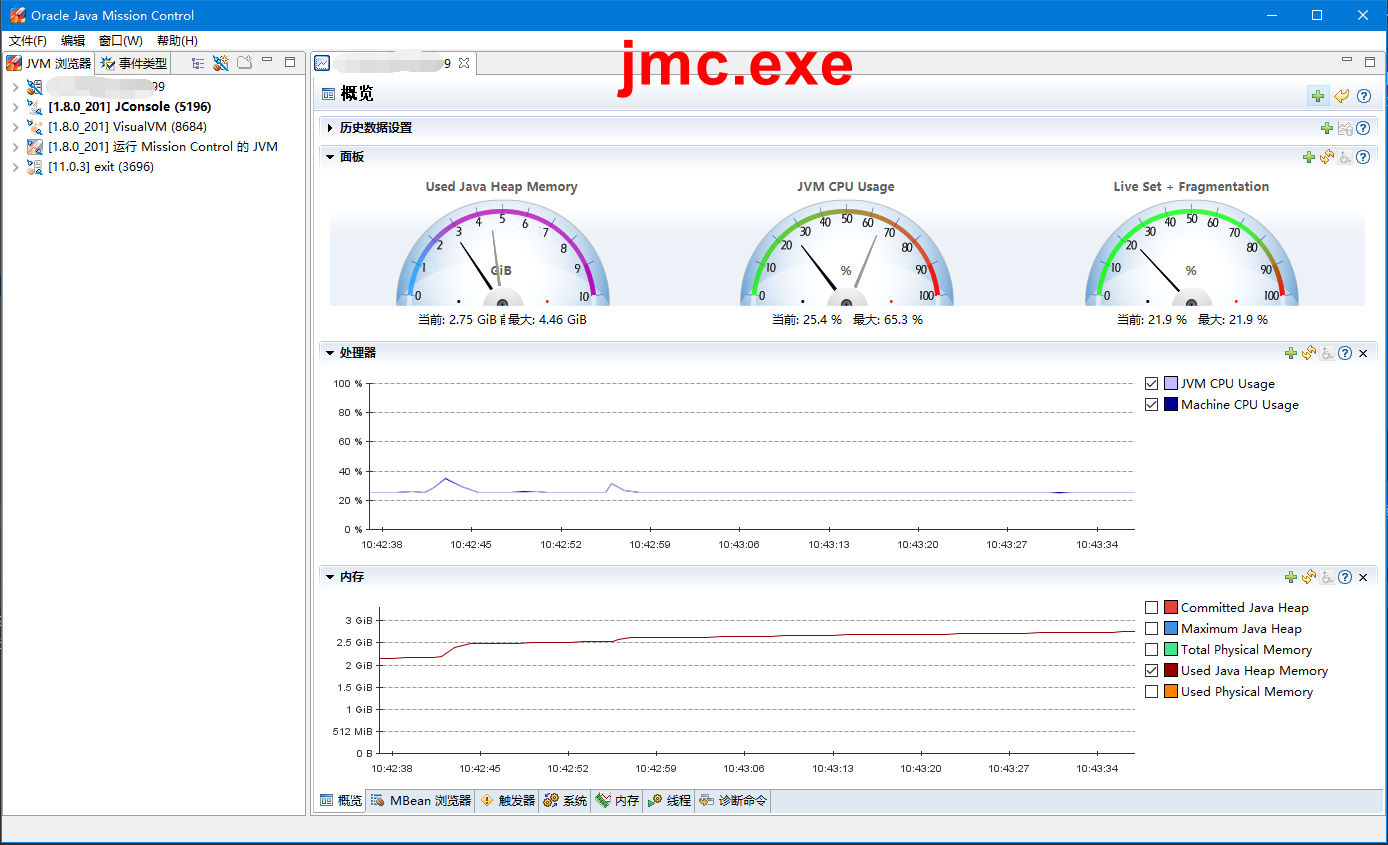 Oracle Java Mission Control
文件(F) 编辑 窗口(W) 帮助(H)
JVM 浏览器 事件类型
9
jmc.exe
99
[1.8.0_201] JConsole (5196)
[1.8.0_201] VisualVM (8684)
[1.8.0_201] 运行 Mission Control 的 JVM
[11.0.3] exit (3696)
概览
历史数据设置
面板
Used Java Heap Memory
0 1 2 3 4 5 6 7 8 9 10
GiB
当前: 2.75 GiB 最大: 4.46 GiB
JVM CPU Usage
0 10 20 30 40 50 60 70 80 90 100
%
当前: 25.4 % 最大: 65.3 %
Live Set + Fragmentation
0 10 20 30 40 50 60 70 80 90 100
%
当前: 21.9 % 最大: 21.9 %
处理器
100 %
80 %
60 %
40 %
20 %
0 %
10:42:38 10:42:45 10:42:52 10:42:59 10:43:06 10:43:13 10:43:20 10:43:27 10:43:34
JVM CPU Usage
Machine CPU Usage
内存
3 GiB
2.5 GiB
2 GiB
1.5 GiB
1 GiB
512 MiB
0 B
10:42:38 10:42:45 10:42:52 10:42:59 10:43:06 10:43:13 10:43:20 10:43:27 10:43:34
Committed Java Heap
Maximum Java Heap
Total Physical Memory
Used Java Heap Memory
Used Physical Memory
概览 MBean 浏览器 触发器 系统 内存 线程 诊断命令